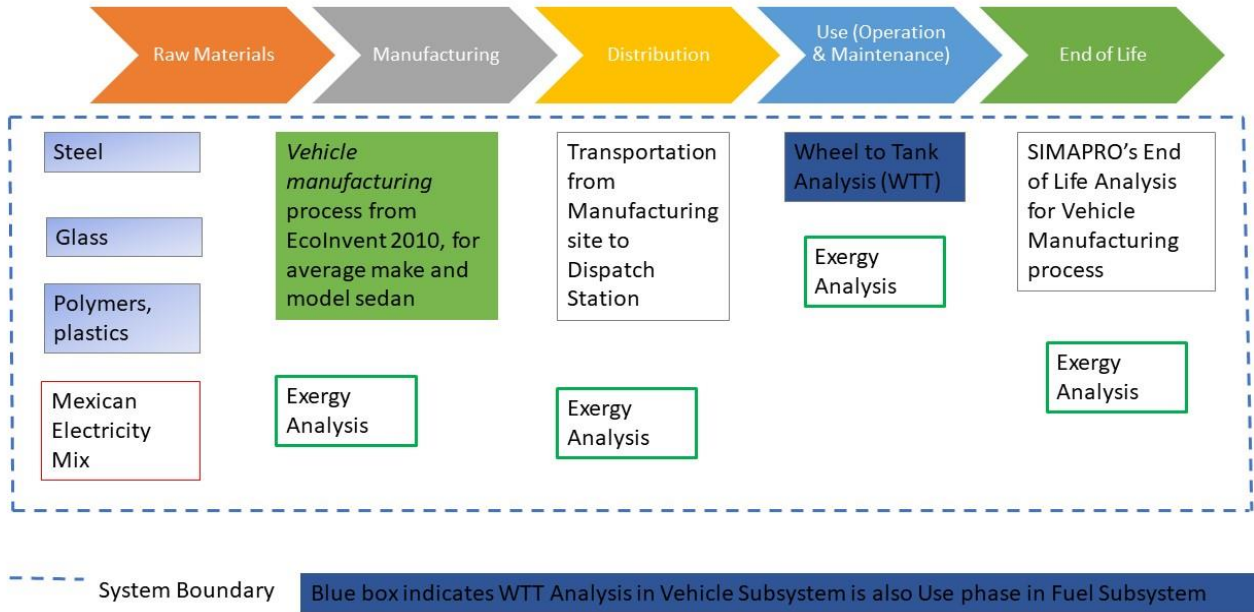 Raw Materials
Manufacturing
Distribution
Use (Operation
& Maintenance)
End of Life
Steel
Glass
Polymers,
plastics
Mexican
Electricity
Mix
Vehicle
manufacturing
process from
EcoInvent 2010, for
average make and
model sedan
Exergy
Analysis
Transportation
from
Manufacturing
site to
Dispatch
Station
Exergy
Analysis
Wheel to Tank
Analysis (WTT)
Exergy
Analysis
SIMAPRO’s End
of Life Analysis
for Vehicle
Manufacturing
process
Exergy
Analysis
System Boundary
Blue box indicates WTT Analysis in Vehicle Subsystem is also Use phase in Fuel Subsystem